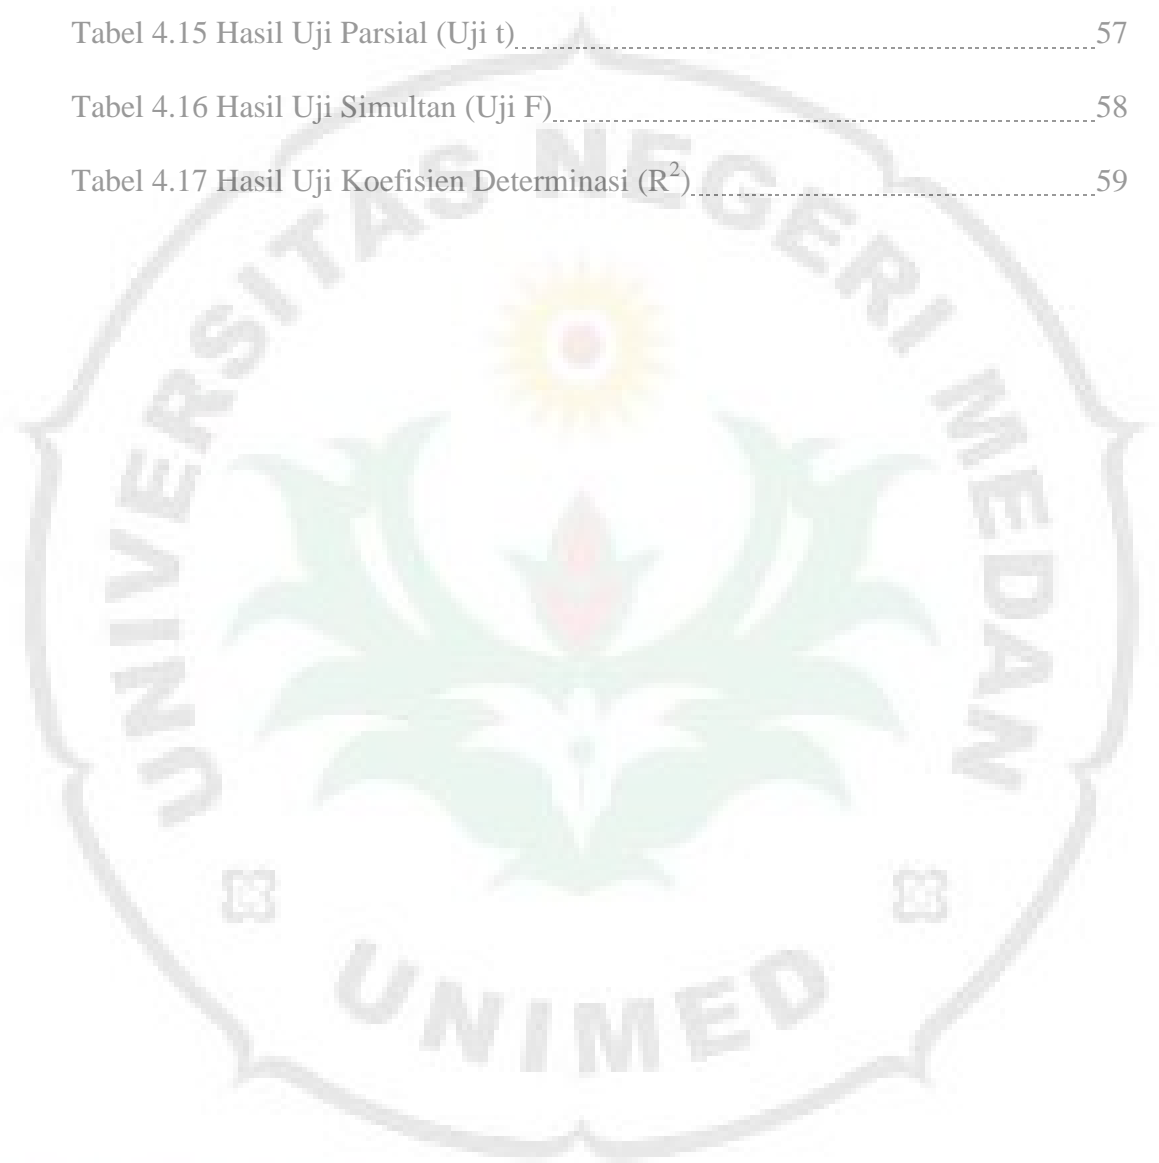 Tabel 4.15 Hasil Uji Parsial (Uji t) 57
Tabel 4.16 Hasil Uji Simultan (Uji F) 58
Tabel 4.17 Hasil Uji Koefisien Determinasi (R²) 59
UNIVERSITAS NEGERI MEDAN
UNIMED